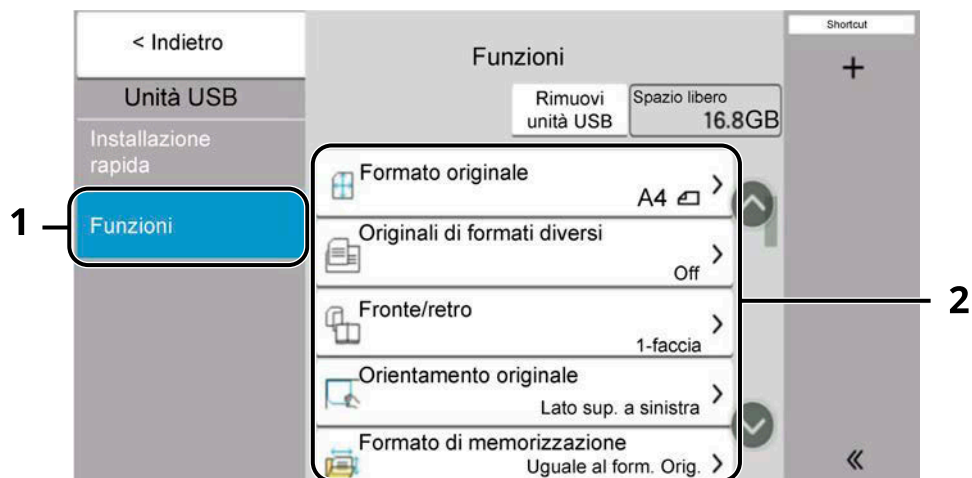 < Indietro
Funzioni
Shortcut
+
Unità USB
Rimuovi
unità USB
Spazio libero
16.8GB
Installazione
rapida
Funzioni
1
Formato originale
A4
>
Originali di formati diversi
Off
>
Fronte/retro
1-faccia
>
Orientamento originale
Lato sup. a sinistra
>
Formato di memorizzazione
Uguale al form. Orig. >
2
«